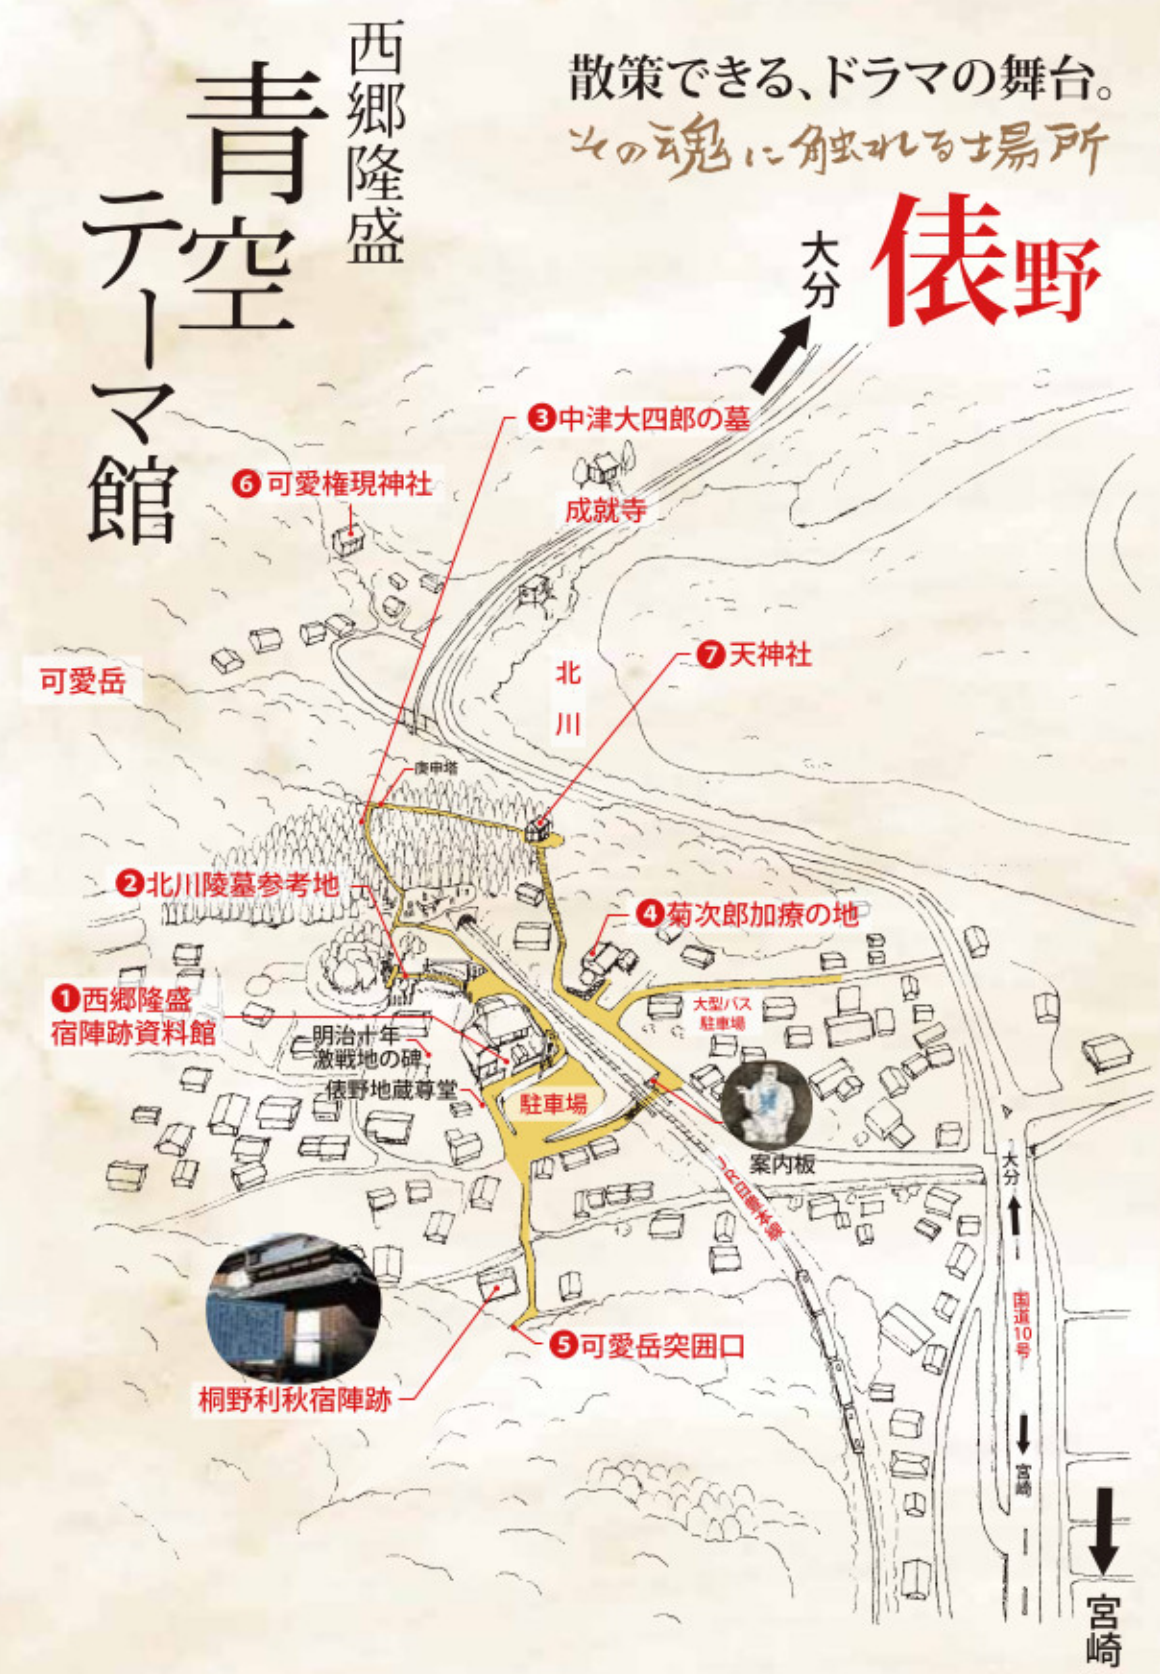 西郷隆盛
青空
テーマ館
散策できる、ドラマの舞台。
その魂に触れる場所
俵野
大分
❸中津大四郎の墓
❻可愛権現神社
成就寺
❼天神社
可愛岳
北川
庚申塔
❷北川陵墓参考地
❹菊次郎加療の地
❶西郷隆盛
宿陣跡資料館
大型バス
駐車場
明治十年
激戦地の碑
俵野地蔵尊堂
駐車場
案内板
大分
JR日豊本線
国道10号
❺可愛岳突囲口
桐野利秋宿陣跡
宮崎
宮崎